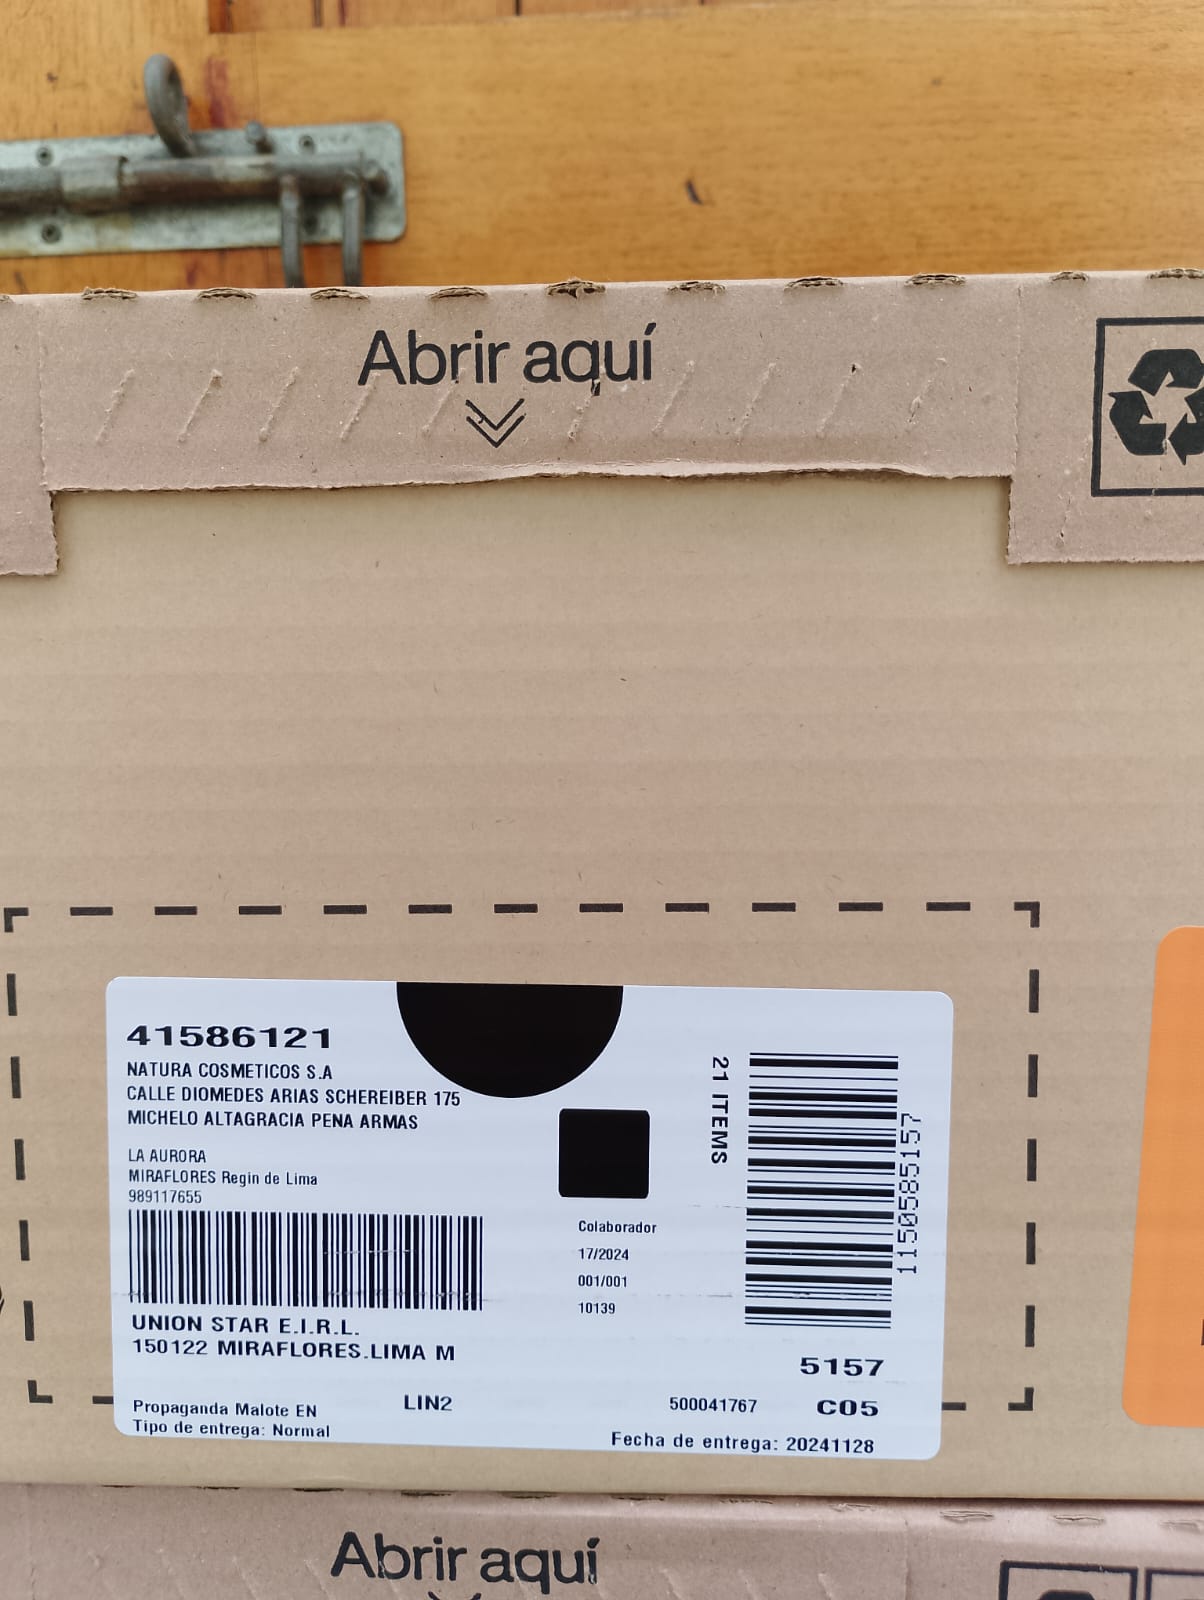 Abrir aquí
41586121
NATURA COSMETICOS S.A
CALLE DIOMEDES ARIAS SCHEREIBER 175
MICHELO ALTAGRACIA PENA ARMAS
LA AURORA
MIRAFLORES Regin de Lima
989117655
UNION STAR E.I.R.L.
150122 MIRAFLORES.LIMA M
Propaganda Malote EN
Tipo de entrega: Normal
LIN2
Colaborador
17/2024
001/001
10139
21 ITEMS
1150585157
5157
500041767
C05
Fecha de entrega: 20241128
Abrir aquí